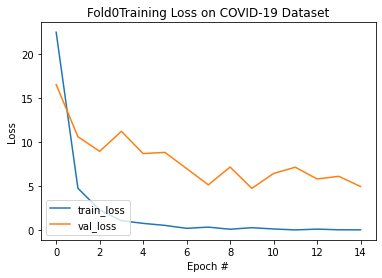 Fold0Training Loss on COVID-19 Dataset
20
15
10
5
0
Loss
train_loss
val_loss
0 2 4 6 8 10 12 14
Epoch #